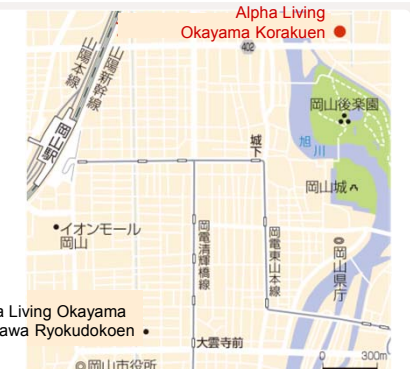 Alpha Living
Okayama Korakuen
402
山陽本線
山陽新幹線
岡山駅
岡山後楽園
城下
旭川
岡山城
イオンモール
岡山
岡電清輝橋線
岡電東山本線
岡山県庁
a Living Okayama
awa Ryokudokoen
大雲寺前
岡山市役所
0 300m